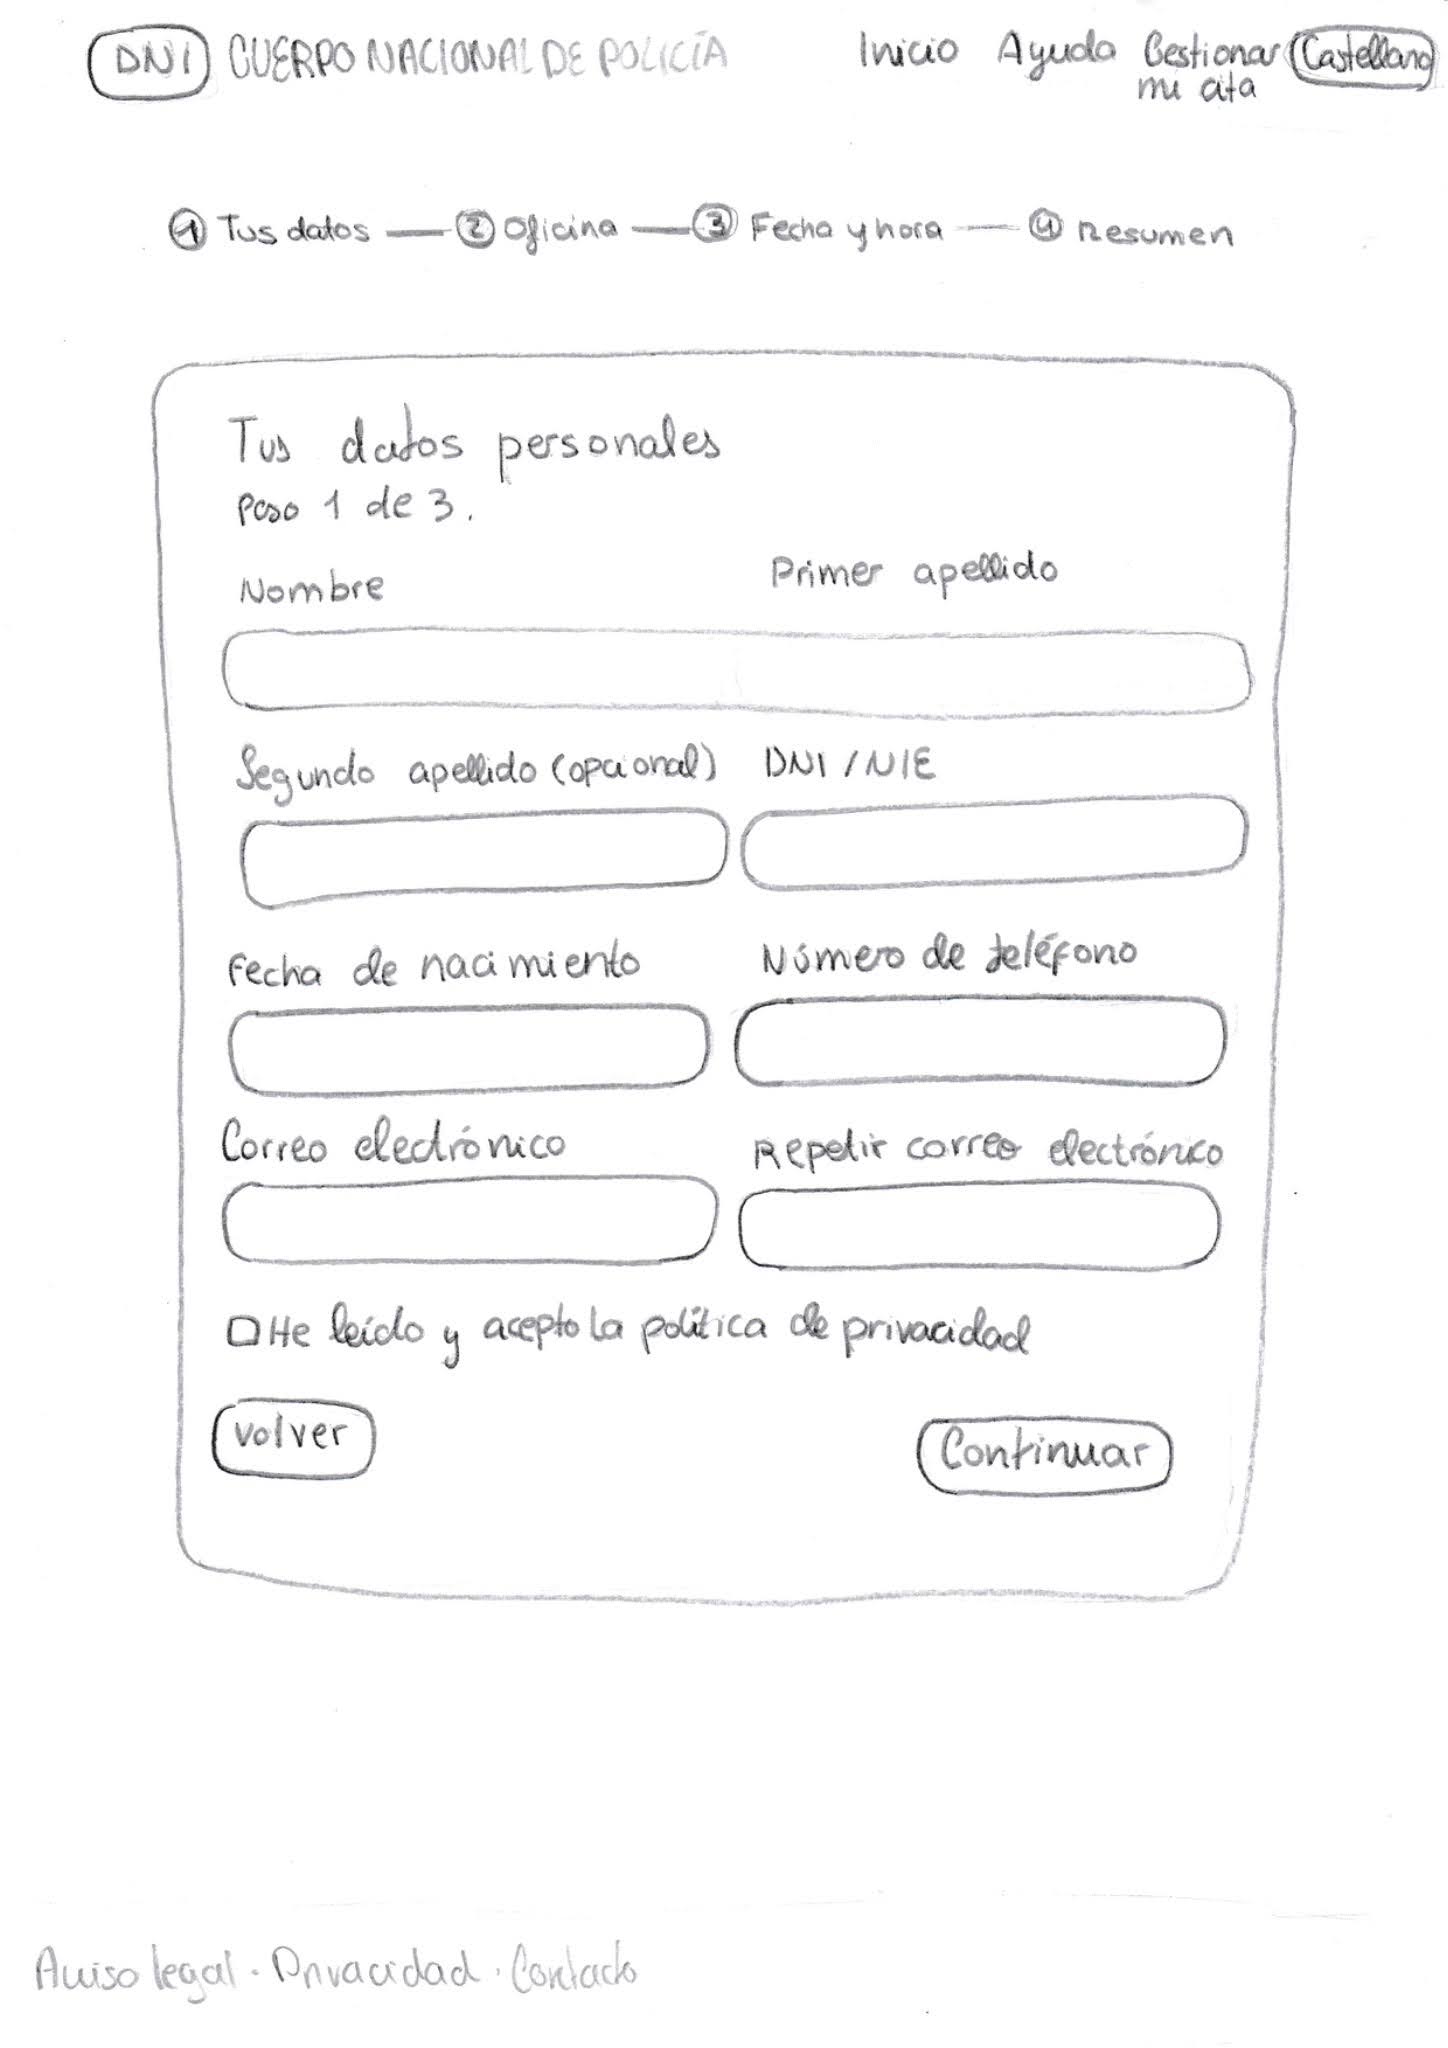 DNI CUERPO NACIONAL DE POLICÍA Inicio Ayuda Gestionar Castellano
mi cita
1 Tus datos — 2 Oficina — 3 Fecha y hora — 4 Resumen
Tus datos personales
Paso 1 de 3.
Nombre Primer apellido
Segundo apellido (opcional) DNI / NIE
Fecha de nacimiento Número de teléfono
Correo electrónico Repetir correo electrónico
He leído y acepto la política de privacidad
Volver Continuar
Aviso legal · Privacidad · Contacto